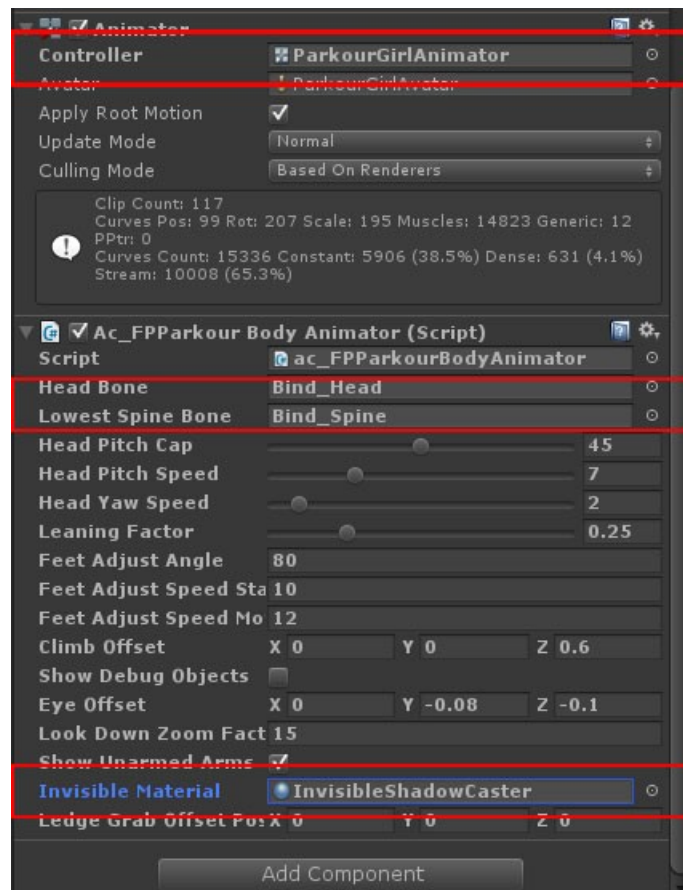 Animator
Controller ParkourGirlAnimator
Avatar ParkourGirlAvatar
Apply Root Motion
Update Mode Normal
Culling Mode Based On Renderers
Clip Count: 117
Curves Pos: 99 Rot: 207 Scale: 195 Muscles: 14823 Generic: 12
PPtr: 0
Curves Count: 15336 Constant: 5906 (38.5%) Dense: 631 (4.1%)
Stream: 10008 (65.3%)
Ac_FPParkour Body Animator (Script)
Script ac_FPParkourBodyAnimator
Head Bone Bind_Head
Lowest Spine Bone Bind_Spine
Head Pitch Cap 45
Head Pitch Speed 7
Head Yaw Speed 2
Leaning Factor 0.25
Feet Adjust Angle 80
Feet Adjust Speed Sta 10
Feet Adjust Speed Mo 12
Climb Offset X 0 Y 0 Z 0.6
Show Debug Objects
Eye Offset X 0 Y -0.08 Z -0.1
Look Down Zoom Fact 15
Show Unarmed Arms
Invisible Material InvisibleShadowCaster
Ledge Grab Offset Pos X 0 Y 0 Z 0
Add Component